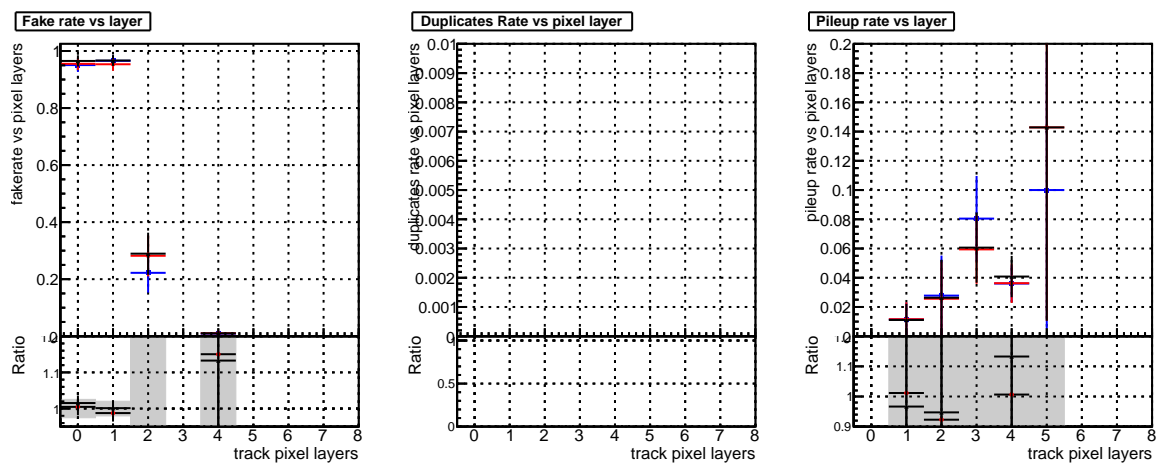 Fake rate vs layer
fakerate vs pixel layers
1
0.8
0.6
0.4
0.2
0
Ratio
1.1
1
0 1 2 3 4 5 6 7 8
track pixel layers
Duplicates Rate vs pixel layer
duplicates rate vs pixel layers
0.01
0.009
0.008
0.007
0.006
0.005
0.004
0.003
0.002
0.001
0
Ratio
1
0.5
0
0 1 2 3 4 5 6 7 8
track pixel layers
Pileup rate vs layer
pileup rate vs pixel layers
0.2
0.18
0.16
0.14
0.12
0.1
0.08
0.06
0.04
0.02
0
Ratio
1.1
1
0.9
0 1 2 3 4 5 6 7 8
track pixel layers